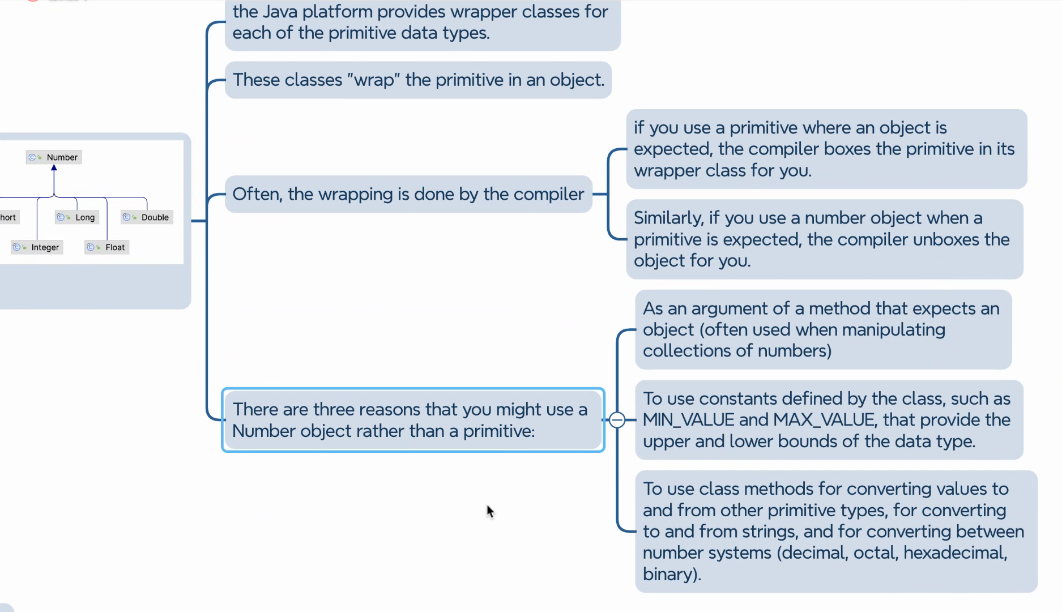 the Java platform provides wrapper classes for
each of the primitive data types.
These classes "wrap" the primitive in an object.
Often, the wrapping is done by the compiler
if you use a primitive where an object is
expected, the compiler boxes the primitive in its
wrapper class for you.
Similarly, if you use a number object when a
primitive is expected, the compiler unboxes the
object for you.
There are three reasons that you might use a
Number object rather than a primitive:
As an argument of a method that expects an
object (often used when manipulating
collections of numbers)
To use constants defined by the class, such as
MIN_VALUE and MAX_VALUE, that provide the
upper and lower bounds of the data type.
To use class methods for converting values to
and from other primitive types, for converting
to and from strings, and for converting between
number systems (decimal, octal, hexadecimal,
binary).
Number
hort
Long
Double
Integer
Float